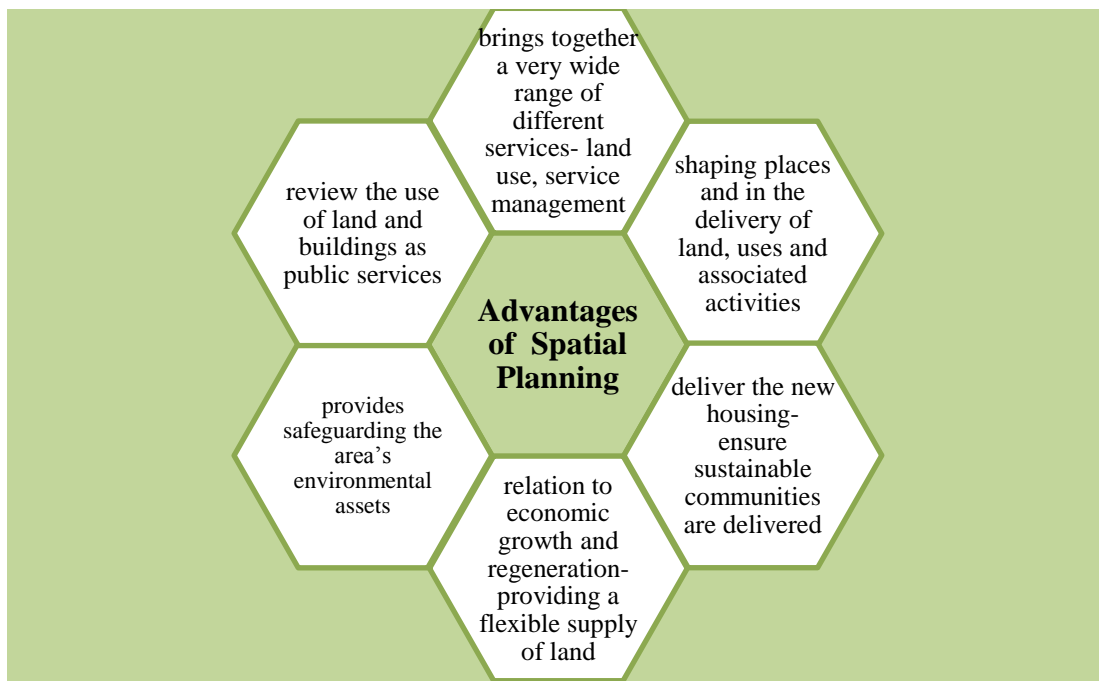 brings together
a very wide
range of
different
services- land
use, service
management
shaping places
and in the
delivery of
land, uses and
associated
activities
deliver the new
housing-
ensure
sustainable
communities
are delivered
relation to
economic
growth and
regeneration-
providing a
flexible supply
of land
provides
safeguarding the
area’s
environmental
assets
review the use
of land and
buildings as
public services
Advantages
of Spatial
Planning